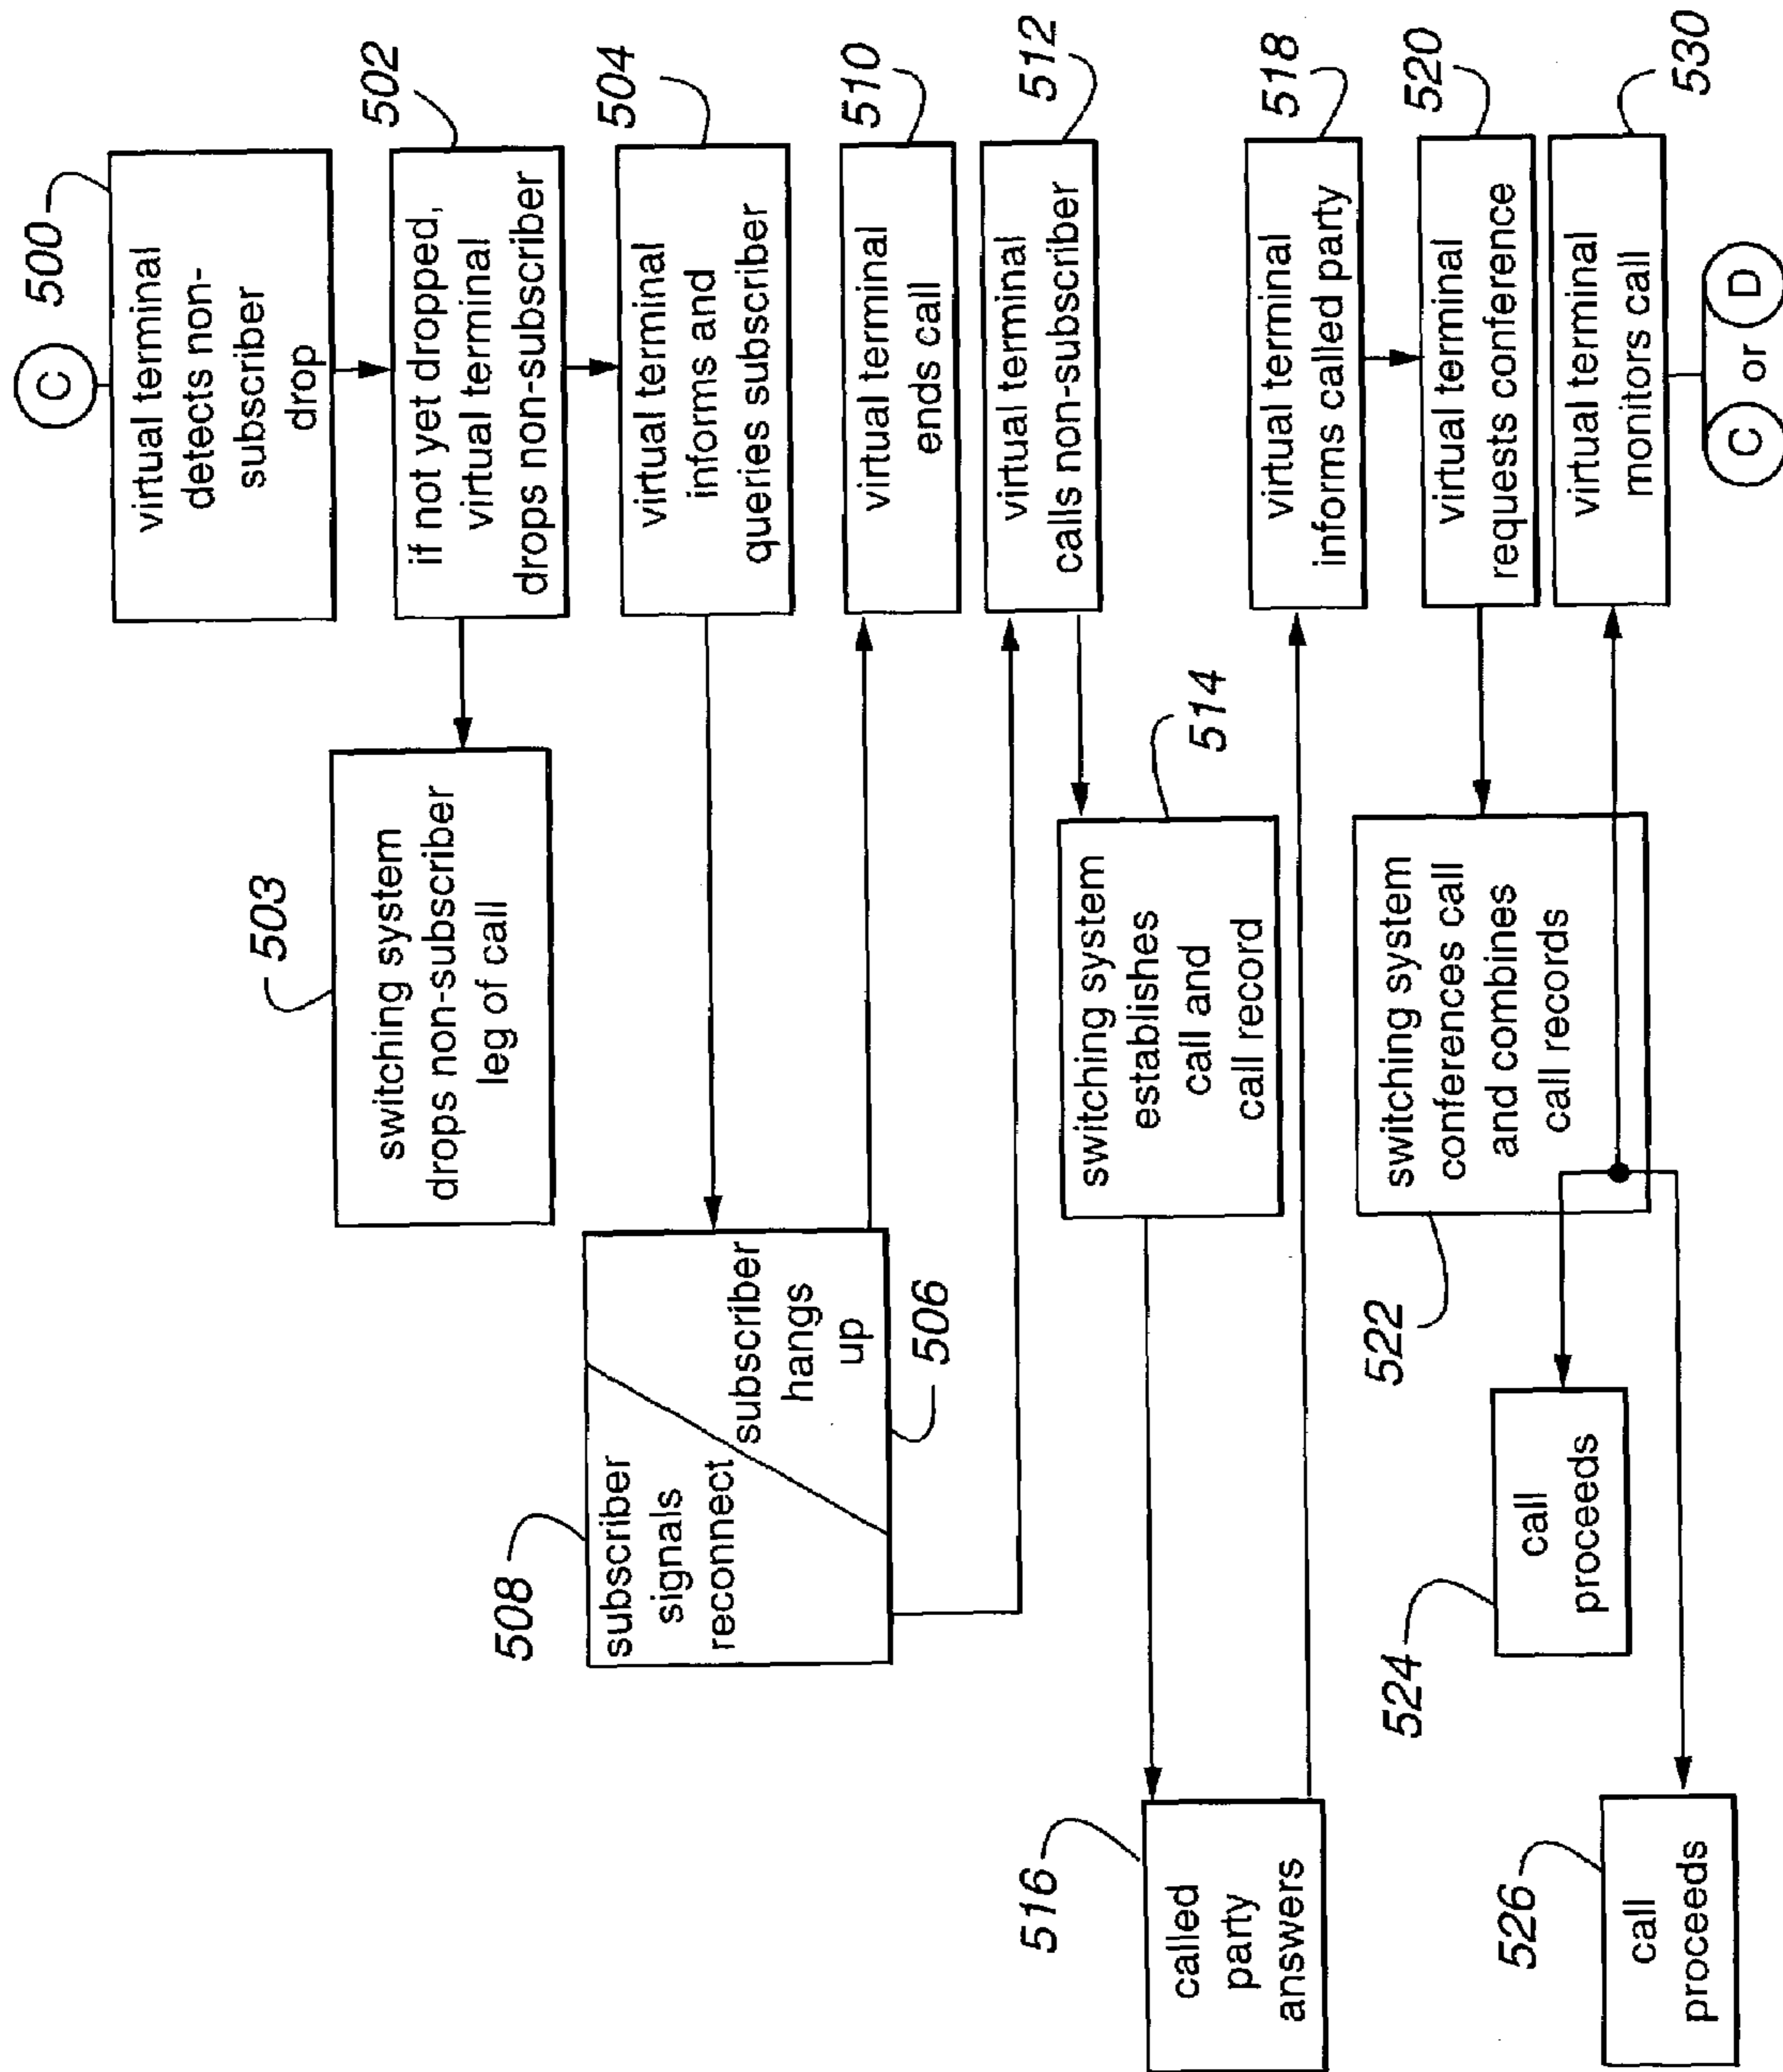 C
500
virtual terminal
detects non-
subscriber
drop
502
if not yet dropped,
virtual terminal
drops non-subscriber
503
switching system
drops non-subscriber
leg of call
504
virtual terminal
informs and
queries subscriber
508
subscriber
signals
reconnect
subscriber
hangs
up
506
510
virtual terminal
ends call
512
virtual terminal
calls non-subscriber
514
switching system
establishes
call and
call record
516
called
party
answers
518
virtual terminal
informs called party
520
virtual terminal
requests conference
522
switching system
conferences call
and combines
call records
524
call
proceeds
526
call
proceeds
530
virtual terminal
monitors call
C or D